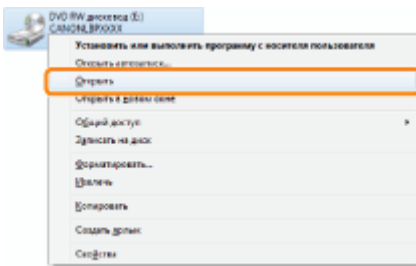 DVD RW дисковод (E:)
CANONLBPXXXX
Установить или выполнить программу с носителя пользователя
Открыть автозапуск...
Открыть
Открыть в новом окне
Общий доступ
Записать на диск
Форматировать...
Извлечь
Копировать
Создать ярлык
Свойства